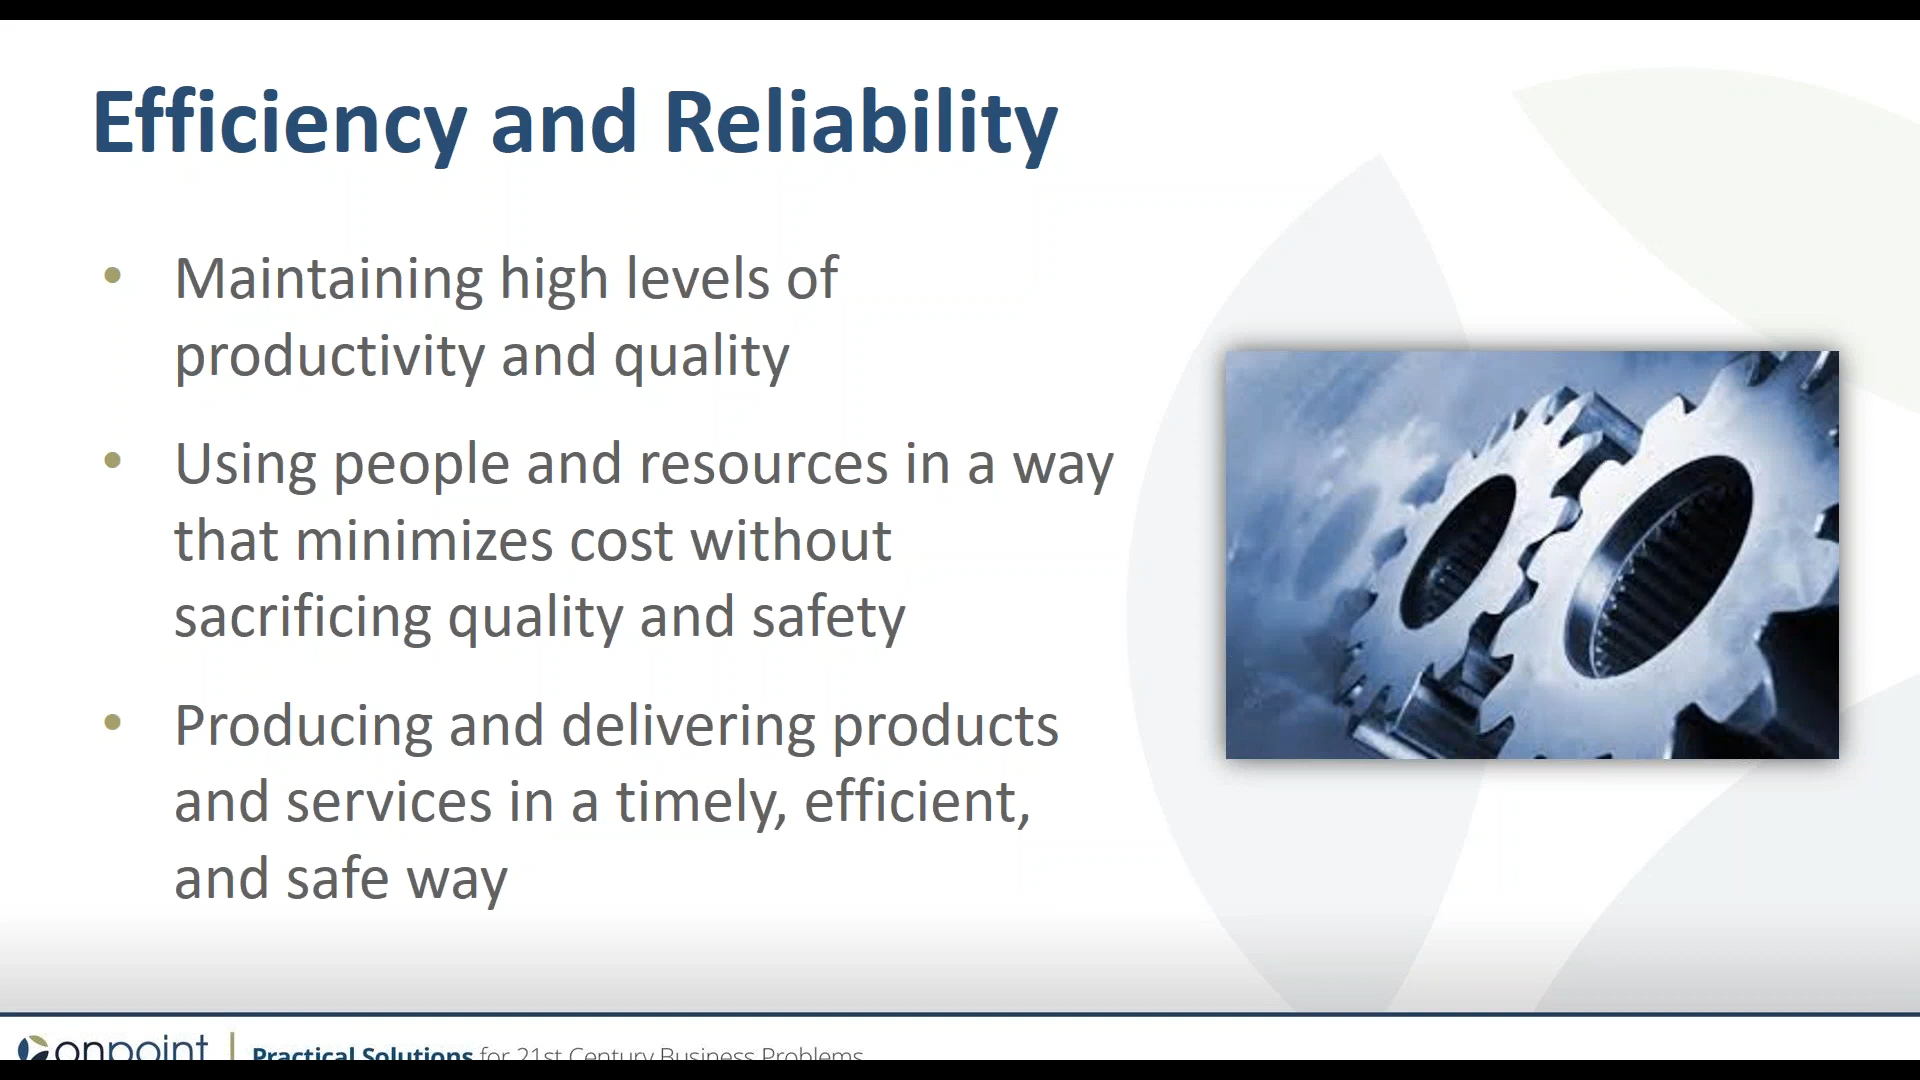 Efficiency and Reliability
• Maintaining high levels of
productivity and quality
• Using people and resources in a way
that minimizes cost without
sacrificing quality and safety
• Producing and delivering products
and services in a timely, efficient,
and safe way
onpoint | Practical Solutions for 21st Century Business Problems